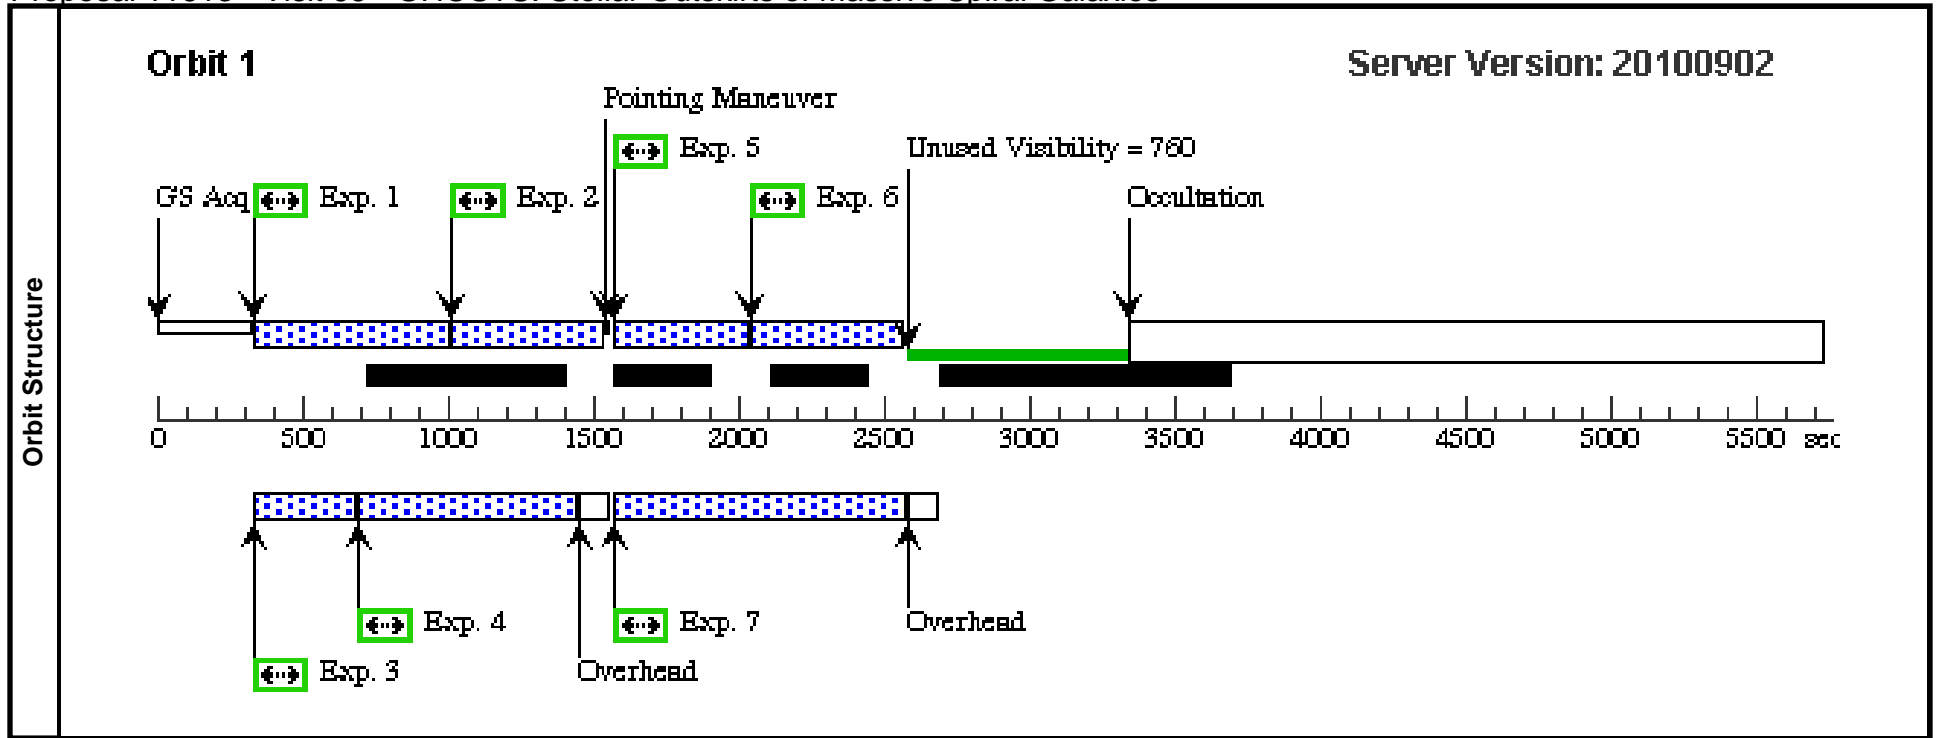 Orbit 1
Server Version: 20100902
Pointing Maneuver
Exp. 5
Unused Visibility = 760
GS Acq
Exp. 1
Exp. 2
Exp. 6
Occultation
Orbit Structure
0 500 1000 1500 2000 2500 3000 3500 4000 4500 5000 5500 sec
Exp. 4
Exp. 7
Overhead
Exp. 3
Overhead